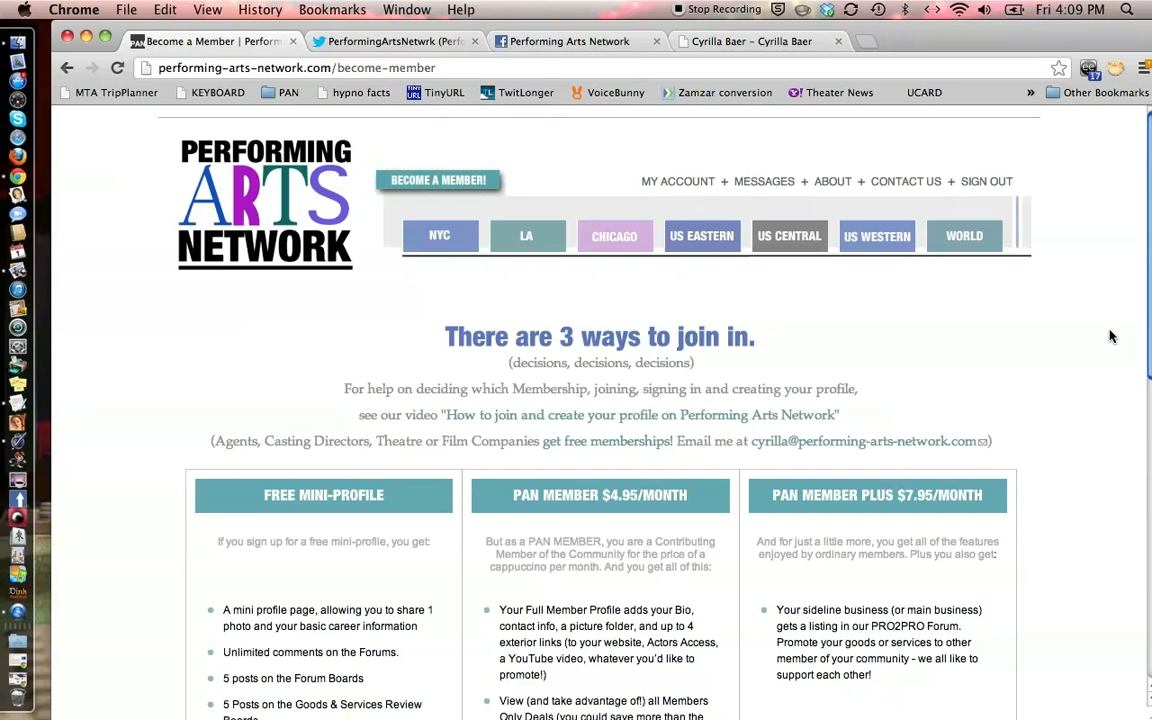 Chrome File Edit View History Bookmarks Window Help Stop Recording Fri 4:09 PM
Become a Member | Perform PerformingArtsNetwrk (Perfo Performing Arts Network Cyrilla Baer – Cyrilla Baer
performing-arts-network.com/become-member 17
MTA TripPlanner KEYBOARD PAN hypno facts TinyURL TwitLonger VoiceBunny Zamzar conversion Theater News UCARD » Other Bookmarks
PERFORMING
ARTS
NETWORK
BECOME A MEMBER!
MY ACCOUNT + MESSAGES + ABOUT + CONTACT US + SIGN OUT
NYC LA CHICAGO US EASTERN US CENTRAL US WESTERN WORLD
There are 3 ways to join in.
(decisions, decisions, decisions)
For help on deciding which Membership, joining, signing in and creating your profile,
see our video "How to join and create your profile on Performing Arts Network"
(Agents, Casting Directors, Theatre or Film Companies get free memberships! Email me at cyrilla@performing-arts-network.com)
FREE MINI-PROFILE
If you sign up for a free mini-profile, you get:
A mini profile page, allowing you to share 1
photo and your basic career information
Unlimited comments on the Forums.
5 posts on the Forum Boards
5 Posts on the Goods & Services Review
Boards
PAN MEMBER $4.95/MONTH
But as a PAN MEMBER, you are a Contributing
Member of the Community for the price of a
cappuccino per month. And you get all of this:
Your Full Member Profile adds your Bio,
contact info, a picture folder, and up to 4
exterior links (to your website, Actors Access,
a YouTube video, whatever you'd like to
promote!)
View (and take advantage of!) all Members
Only Deals (you could save more than the
PAN MEMBER PLUS $7.95/MONTH
And for just a little more, you get all of the features
enjoyed by ordinary members. Plus you also get:
Your sideline business (or main business)
gets a listing in our PRO2PRO Forum.
Promote your goods or services to other
member of your community - we all like to
support each other!